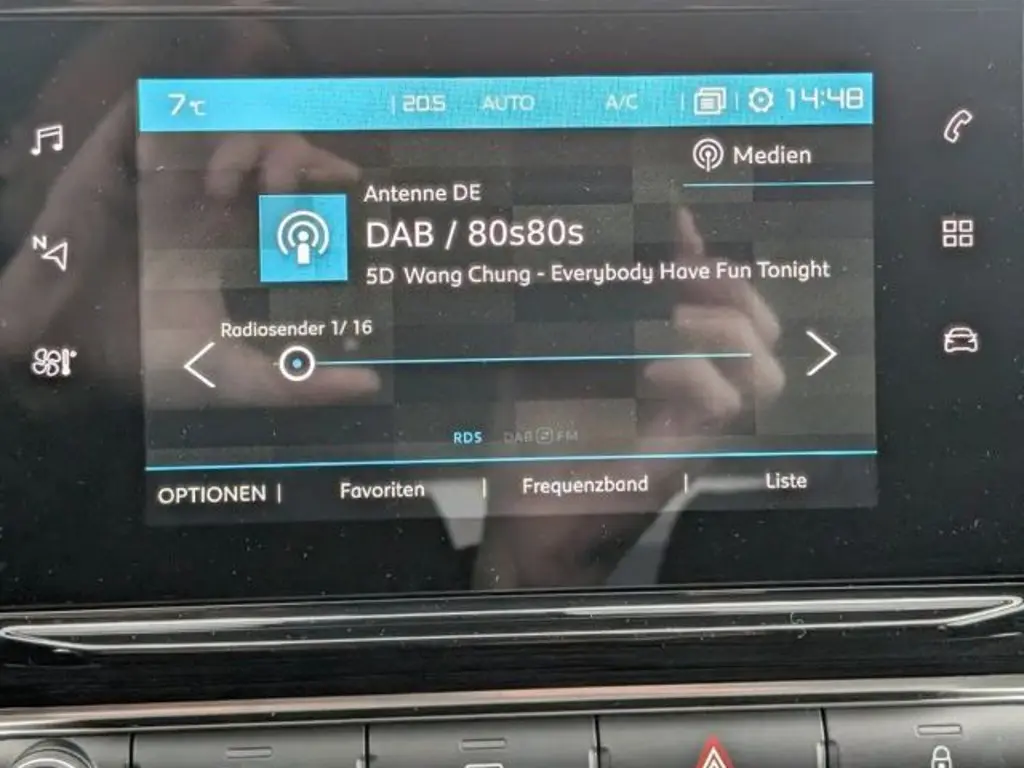 7°C | 20.5 AUTO A/C | | 14:48
Medien
Antenne DE
DAB / 80s80s
5D Wang Chung - Everybody Have Fun Tonight
Radiosender 1/ 16
RDS DAB FM
OPTIONEN | Favoriten | Frequenzband | Liste
N